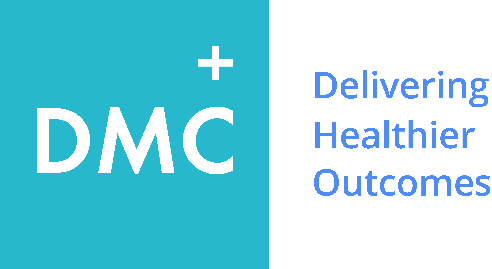 DMC+
Delivering
Healthier
Outcomes